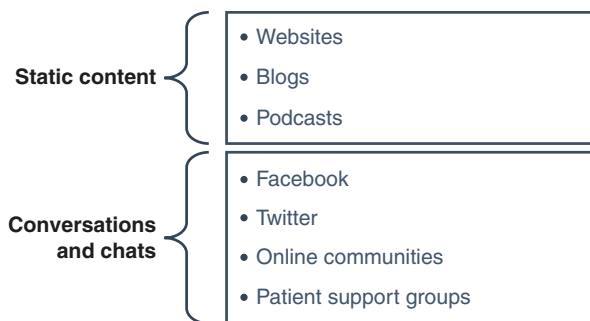 Static content
• Websites
• Blogs
• Podcasts
Conversations
and chats
• Facebook
• Twitter
• Online communities
• Patient support groups